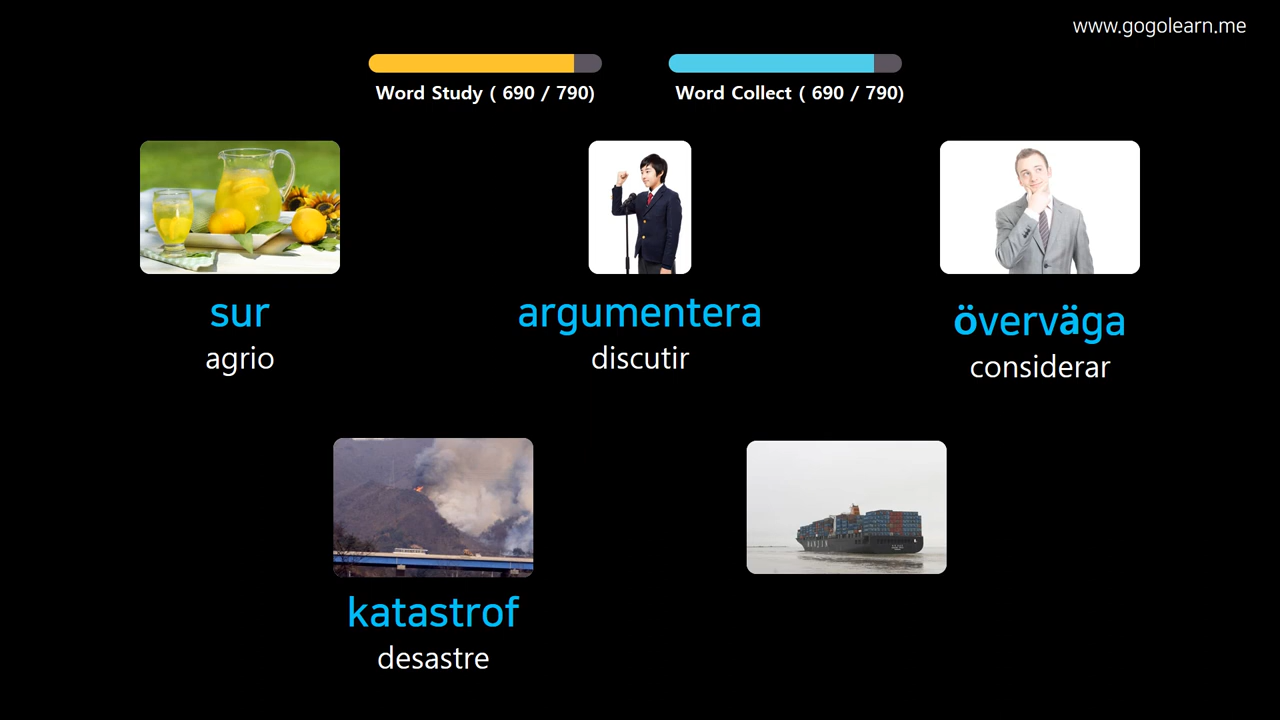 www.gogolearn.me
Word Study ( 690 / 790)
Word Collect ( 690 / 790)
sur
agrio
argumentera
discutir
överväga
considerar
katastrof
desastre